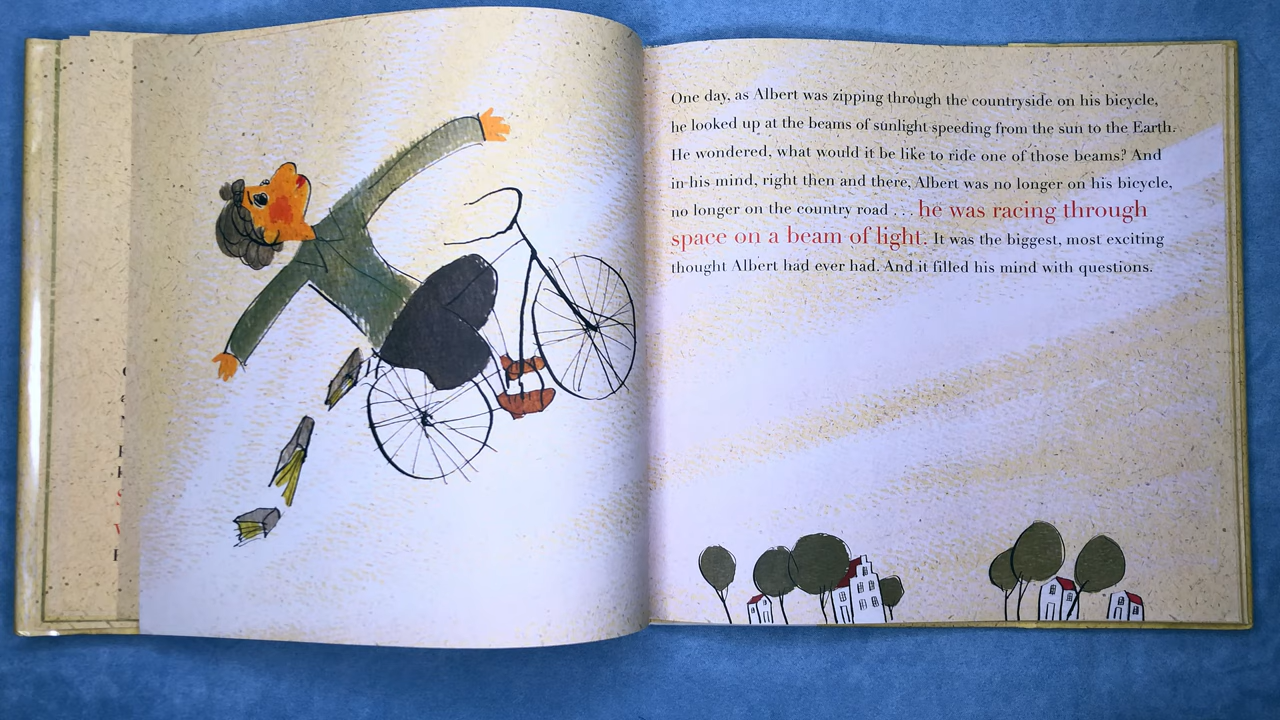 One day, as Albert was zipping through the countryside on his bicycle,
he looked up at the beams of sunlight speeding from the sun to the Earth.
He wondered, what would it be like to ride one of those beams? And
in his mind, right then and there, Albert was no longer on his bicycle,
no longer on the country road . . . he was racing through
space on a beam of light. It was the biggest, most exciting
thought Albert had ever had. And it filled his mind with questions.